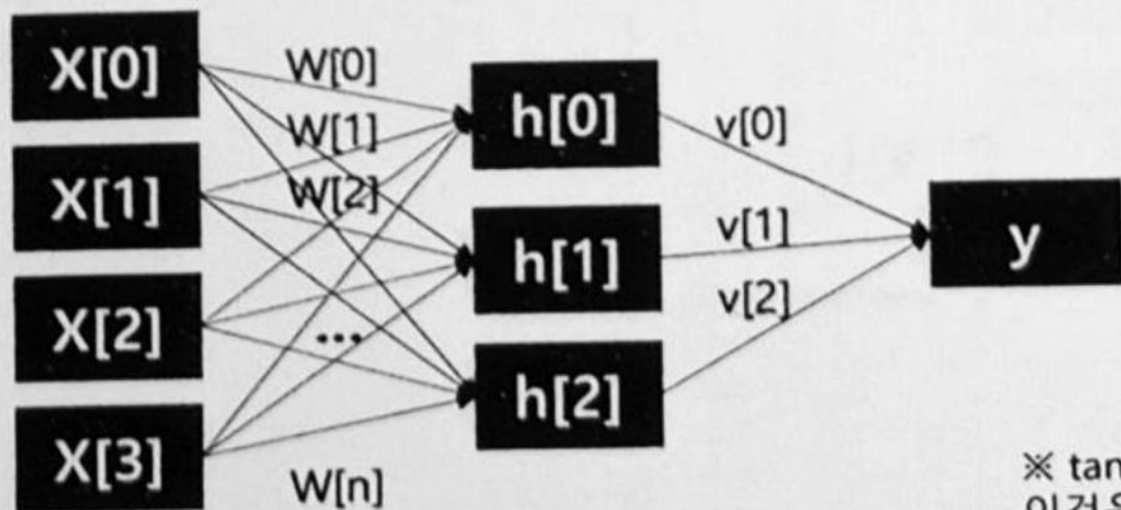 X[0]
X[1]
X[2]
X[3]
W[0]
W[1]
W[2]
...
W[n]
h[0]
h[1]
h[2]
v[0]
v[1]
v[2]
y
※ tan